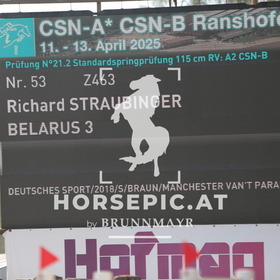 CSN-A* CSN-B Ranshof
11. - 13. April 2025
Prüfung N°21.2 Standardspringprüfung 115 cm RV: A2 CSN-B
Nr. 53 Z463
Richard STRAUBINGER
BELARUS 3
DEUTSCHES SPORT/2018/S/BRAUN/MANCHESTER VAN'T PARA
HORSEPIC.AT
by BRUNNMAYR
Hofmag